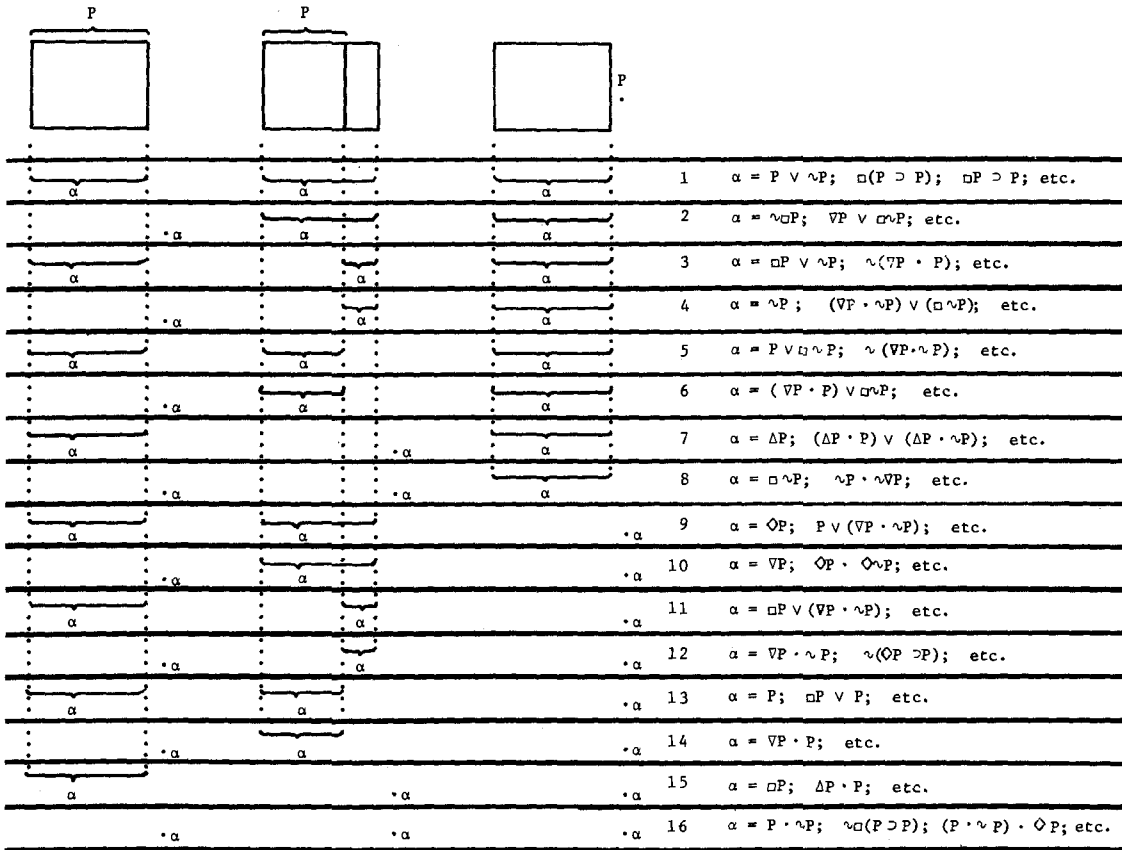 P P
P
·
α α α 1 α = P ∨ ~P; □(P ⊃ P); □P ⊃ P; etc.
·α α α 2 α = ~□P; ∇P ∨ □~P; etc.
α α α 3 α = □P ∨ ~P; ~(∇P · P); etc.
·α α α 4 α = ~P; (∇P · ~P) ∨ (□ ~P); etc.
α α α 5 α = P ∨ □ ~P; ~(∇P·~P); etc.
·α α α 6 α = (∇P · P) ∨ □~P; etc.
α ·α α 7 α = ΔP; (ΔP · P) ∨ (ΔP · ~P); etc.
·α ·α α 8 α = □ ~P; ~P · ~∇P; etc.
α α ·α 9 α = ◇P; P ∨ (∇P · ~P); etc.
·α α ·α 10 α = ∇P; ◇P · ◇~P; etc.
α α ·α 11 α = □P ∨ (∇P · ~P); etc.
·α α ·α 12 α = ∇P · ~P; ~(◇P ⊃P); etc.
α α ·α 13 α = P; □P ∨ P; etc.
·α α ·α 14 α = ∇P · P; etc.
α ·α ·α 15 α = □P; ΔP · P; etc.
·α ·α ·α 16 α = P · ~P; ~□(P ⊃ P); (P · ~P) · ◇P; etc.